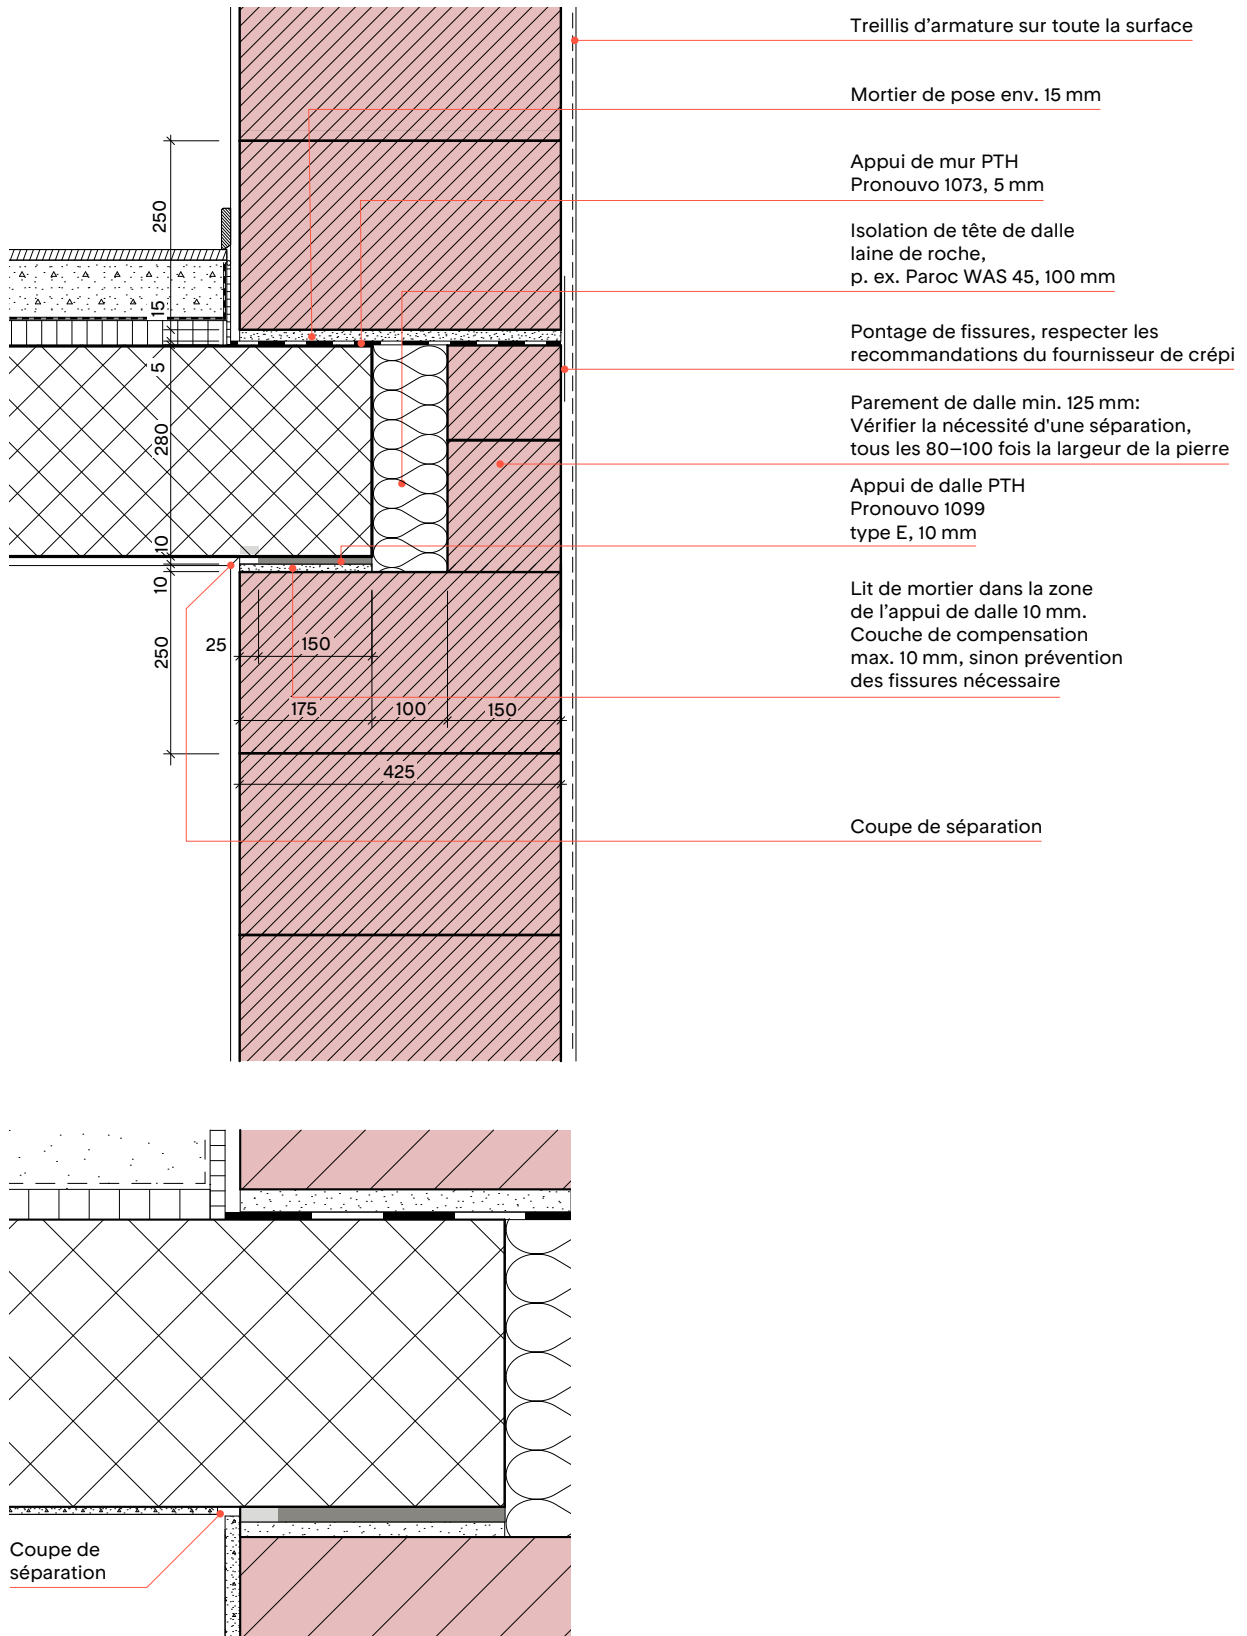 Treillis d’armature sur toute la surface
Mortier de pose env. 15 mm
Appui de mur PTH
Pronouvo 1073, 5 mm
Isolation de tête de dalle
laine de roche,
p. ex. Paroc WAS 45, 100 mm
Pontage de fissures, respecter les
recommandations du fournisseur de crépi
Parement de dalle min. 125 mm:
Vérifier la nécessité d'une séparation,
tous les 80–100 fois la largeur de la pierre
Appui de dalle PTH
Pronouvo 1099
type E, 10 mm
Lit de mortier dans la zone
de l’appui de dalle 10 mm.
Couche de compensation
max. 10 mm, sinon prévention
des fissures nécessaire
Coupe de séparation
250
15
5
280
10
10
250
25
150
175
100
150
425
Coupe de
séparation